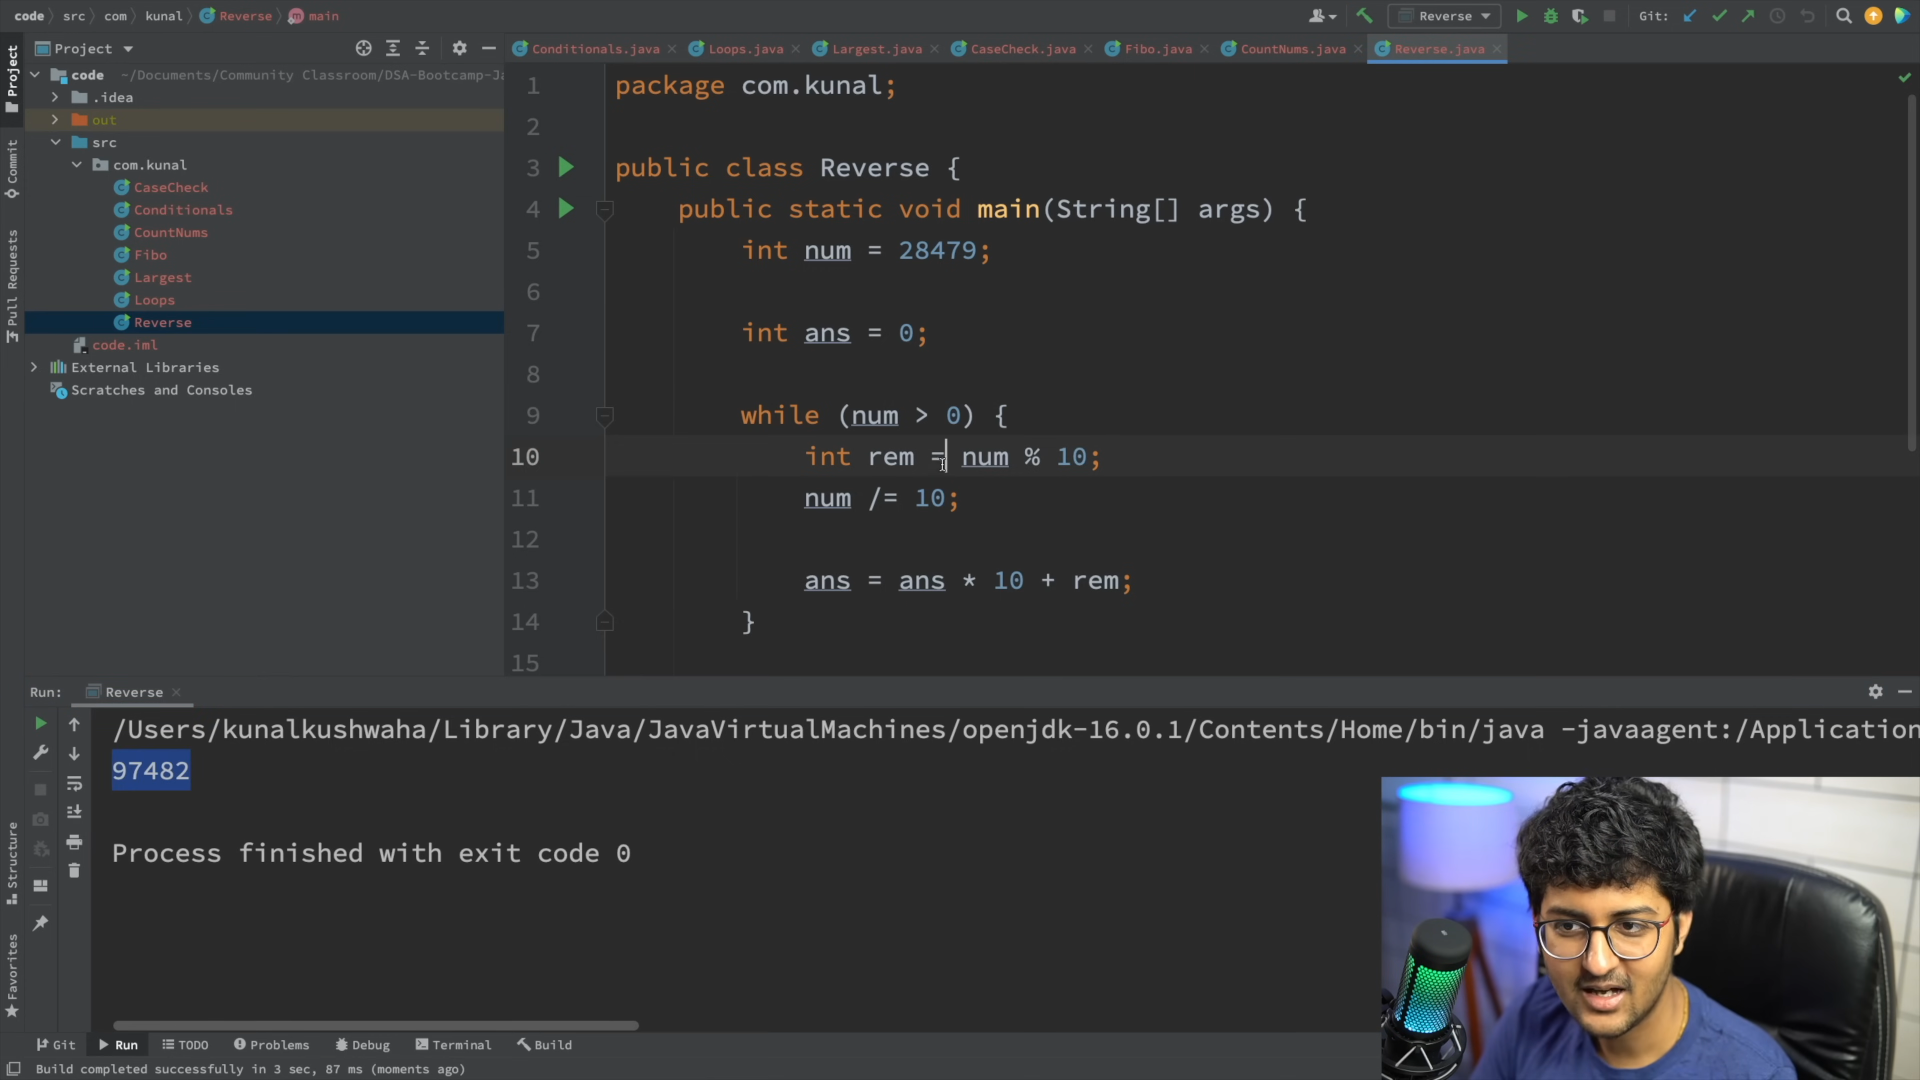 code src com kunal Reverse main
Reverse Git:
Project
Conditionals.java Loops.java Largest.java CaseCheck.java Fibo.java CountNums.java Reverse.java
code ~/Documents/Community Classroom/DSA-Bootcamp-Ja
.idea
out
src
com.kunal
CaseCheck
Conditionals
CountNums
Fibo
Largest
Loops
Reverse
code.iml
External Libraries
Scratches and Consoles
Project
Commit
Pull Requests
Structure
Favorites
1 package com.kunal;
2
3 public class Reverse {
4 public static void main(String[] args) {
5 int num = 28479;
6
7 int ans = 0;
8
9 while (num > 0) {
10 int rem = num % 10;
11 num /= 10;
12
13 ans = ans * 10 + rem;
14 }
15
Run: Reverse
/Users/kunalkushwaha/Library/Java/JavaVirtualMachines/openjdk-16.0.1/Contents/Home/bin/java -javaagent:/Application
97482
Process finished with exit code 0
Git Run TODO Problems Debug Terminal Build
Build completed successfully in 3 sec, 87 ms (moments ago)